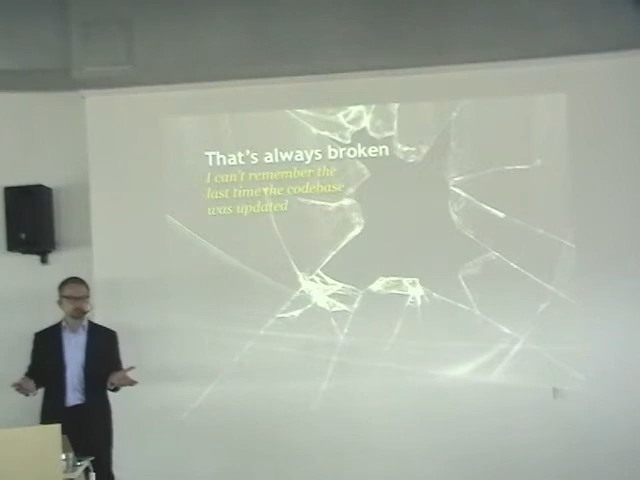 That's always broken
I can't remember the
last time the codebase
was updated